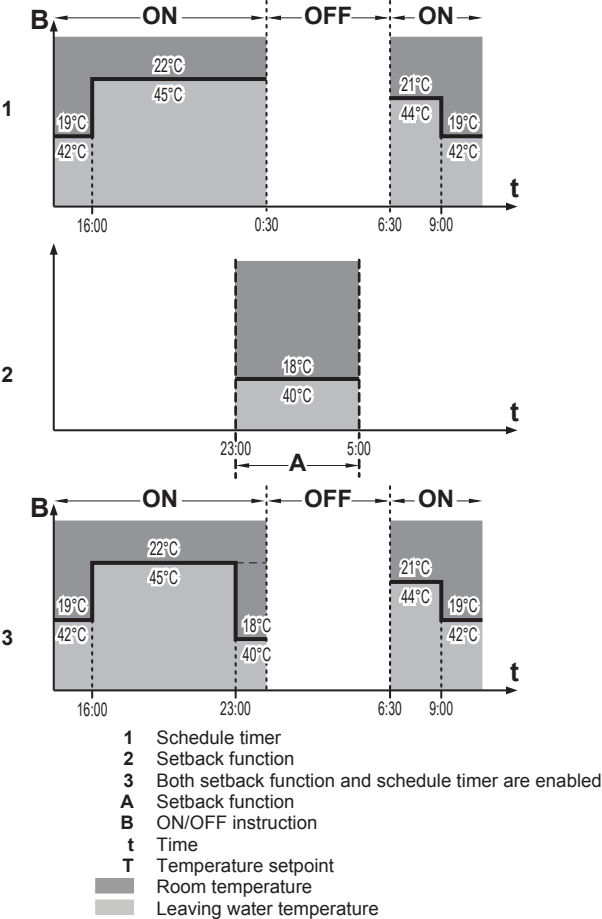 B ON OFF ON
22°C
45°C
21°C
44°C
1
19°C
42°C
19°C
42°C
t
16:00 0:30 6:30 9:00
2
18°C
40°C
t
23:00 5:00
A
B ON OFF ON
22°C
45°C
21°C
44°C
19°C
42°C
18°C
40°C
19°C
42°C
3
t
16:00 23:00 6:30 9:00
1 Schedule timer
2 Setback function
3 Both setback function and schedule timer are enabled
A Setback function
B ON/OFF instruction
t Time
T Temperature setpoint
Room temperature
Leaving water temperature